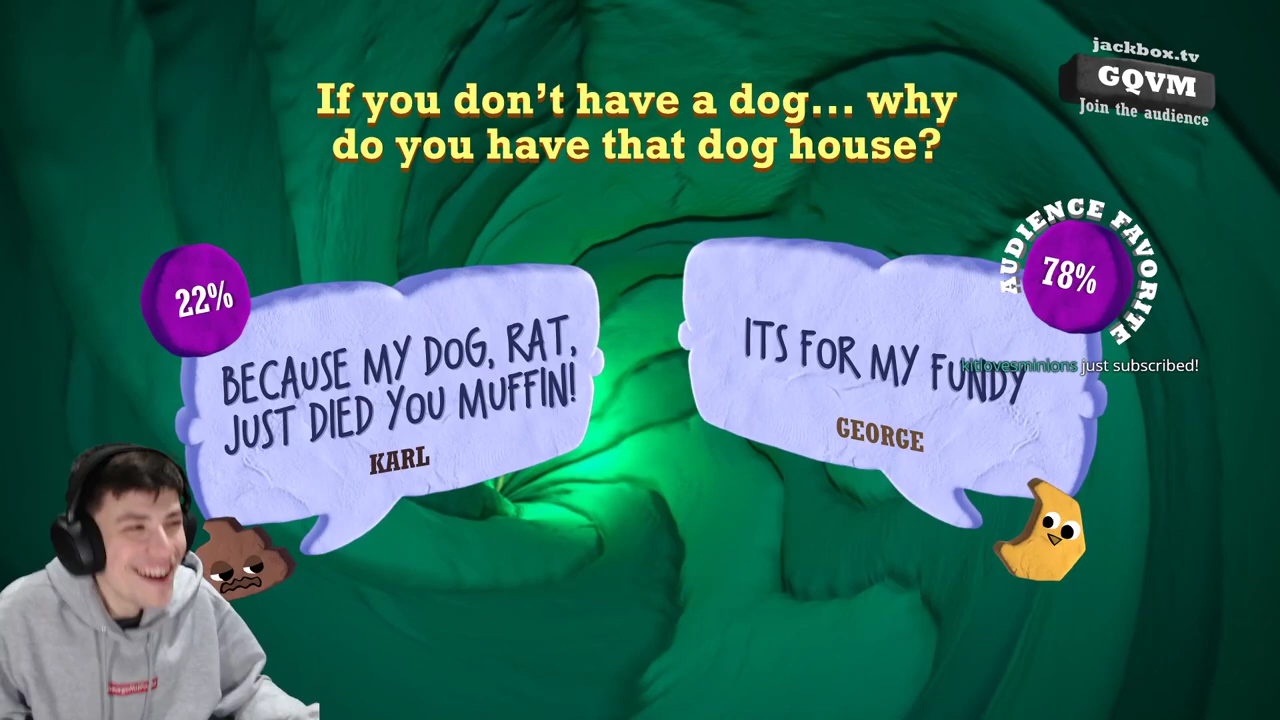 jackbox.tv
GQVM
Join the audience
If you don't have a dog... why
do you have that dog house?
AUDIENCE FAVORITE
22%
78%
BECAUSE MY DOG, RAT,
JUST DIED YOU MUFFIN!
KARL
ITS FOR MY FUNDY
GEORGE
kitlovesminions just subscribed!